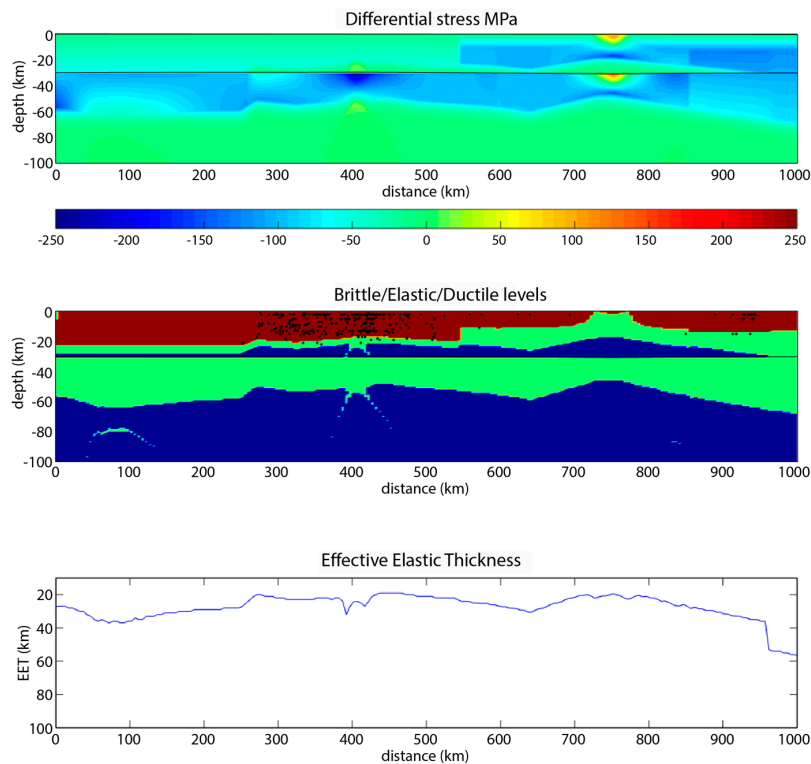 Differential stress MPa
0
-20
-40
-60
-80
-100
depth (km)
0 100 200 300 400 500 600 700 800 900 1000
distance (km)
-250 -200 -150 -100 -50 0 50 100 150 200 250
Brittle/Elastic/Ductile levels
0
-20
-40
-60
-80
-100
depth (km)
0 100 200 300 400 500 600 700 800 900 1000
distance (km)
Effective Elastic Thickness
20
40
60
80
100
EET (km)
0 100 200 300 400 500 600 700 800 900 1000
distance (km)